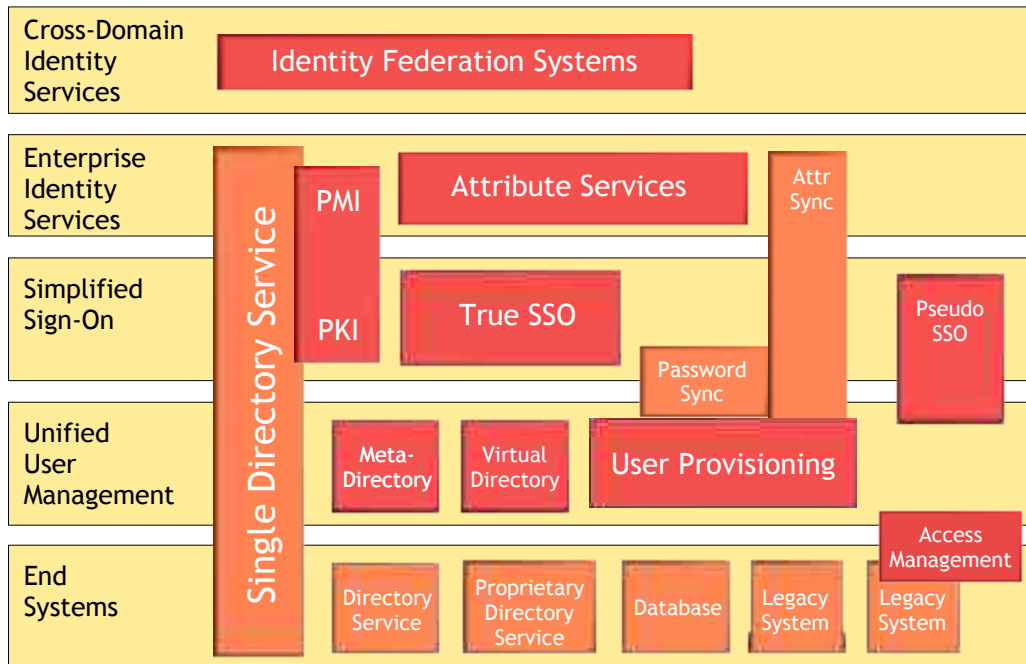 Cross-Domain
Identity
Services
Identity Federation Systems
Enterprise
Identity
Services
Single Directory Service
PMI
PKI
Attribute Services
Attr
Sync
Simplified
Sign-On
True SSO
Password
Sync
Pseudo
SSO
Unified
User
Management
Meta-
Directory
Virtual
Directory
User Provisioning
Access
Management
End
Systems
Directory
Service
Proprietary
Directory
Service
Database
Legacy
System
Legacy
System